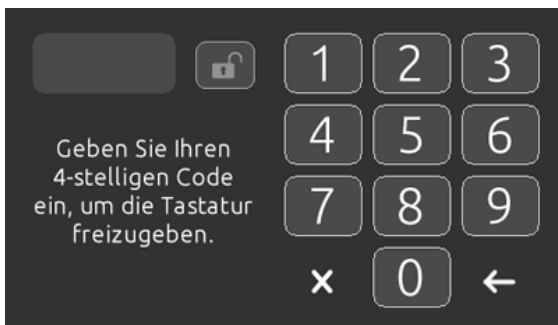 1 2 3
4 5 6
Geben Sie Ihren
4-stelligen Code
ein, um die Tastatur
freizugeben.
7 8 9
0